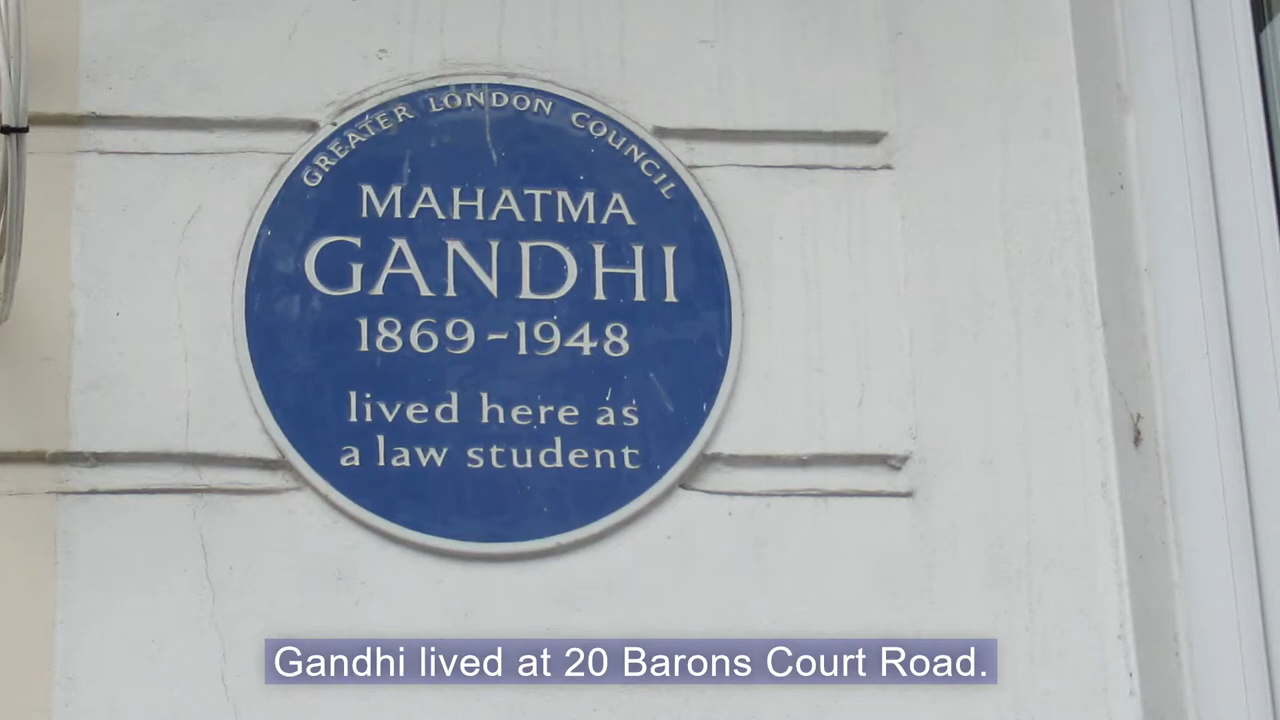 GREATER LONDON COUNCIL
MAHATMA
GANDHI
1869-1948
lived here as
a law student
Gandhi lived at 20 Barons Court Road.